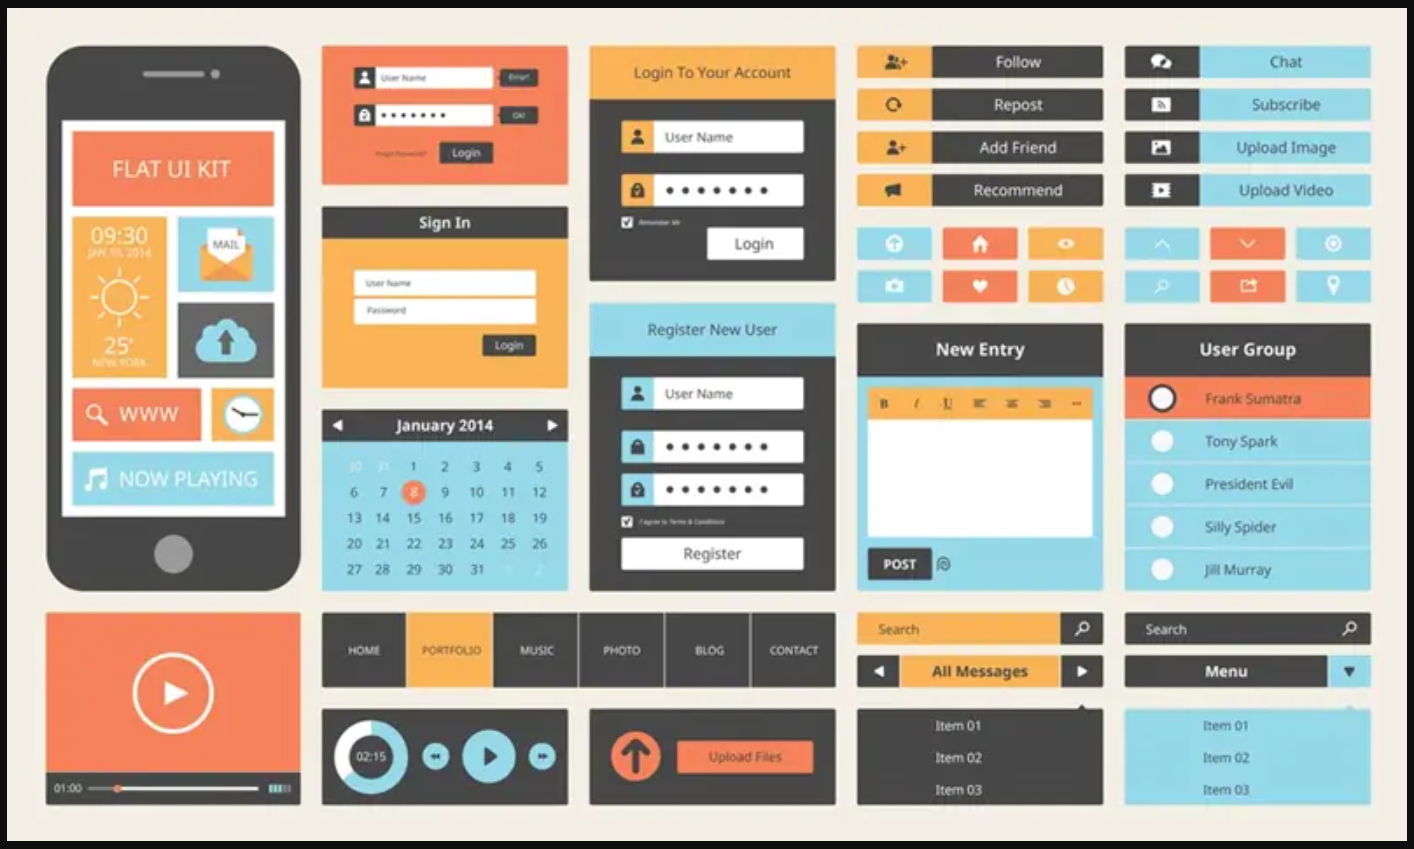 FLAT UI KIT
09:30
JAN 10, 2014
25°
NEW YORK
MAIL
WWW
NOW PLAYING
01:00
User Name
Error!
OK!
Forgot Password?
Login
Sign In
User Name
Password
Login
January 2014
30 31 1 2 3 4 5
6 7 8 9 10 11 12
13 14 15 16 17 18 19
20 21 22 23 24 25 26
27 28 29 30 31 1 2
Login To Your Account
User Name
Remember Me
Login
Register New User
User Name
I agree to Terms & Conditions
Register
HOME
PORTFOLIO
MUSIC
PHOTO
BLOG
CONTACT
02:15
Upload Files
Follow
Repost
Add Friend
Recommend
Chat
Subscribe
Upload Image
Upload Video
New Entry
B I U
POST
User Group
Frank Sumatra
Tony Spark
President Evil
Silly Spider
Jill Murray
Search
All Messages
Item 01
Item 02
Item 03
Search
Menu
Item 01
Item 02
Item 03